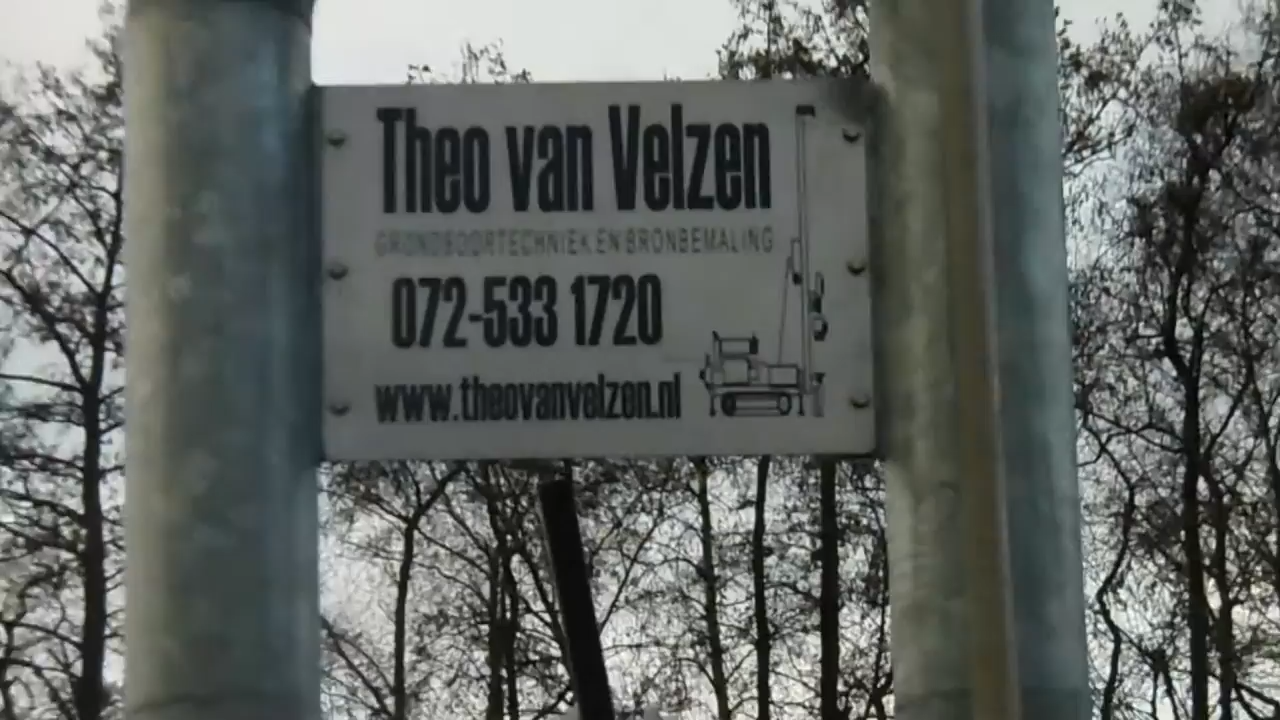 Theo van Velzen
GRONDBOORTECHNIEK EN BRONBEMALING
072-533 1720
www.theovanvelzen.nl